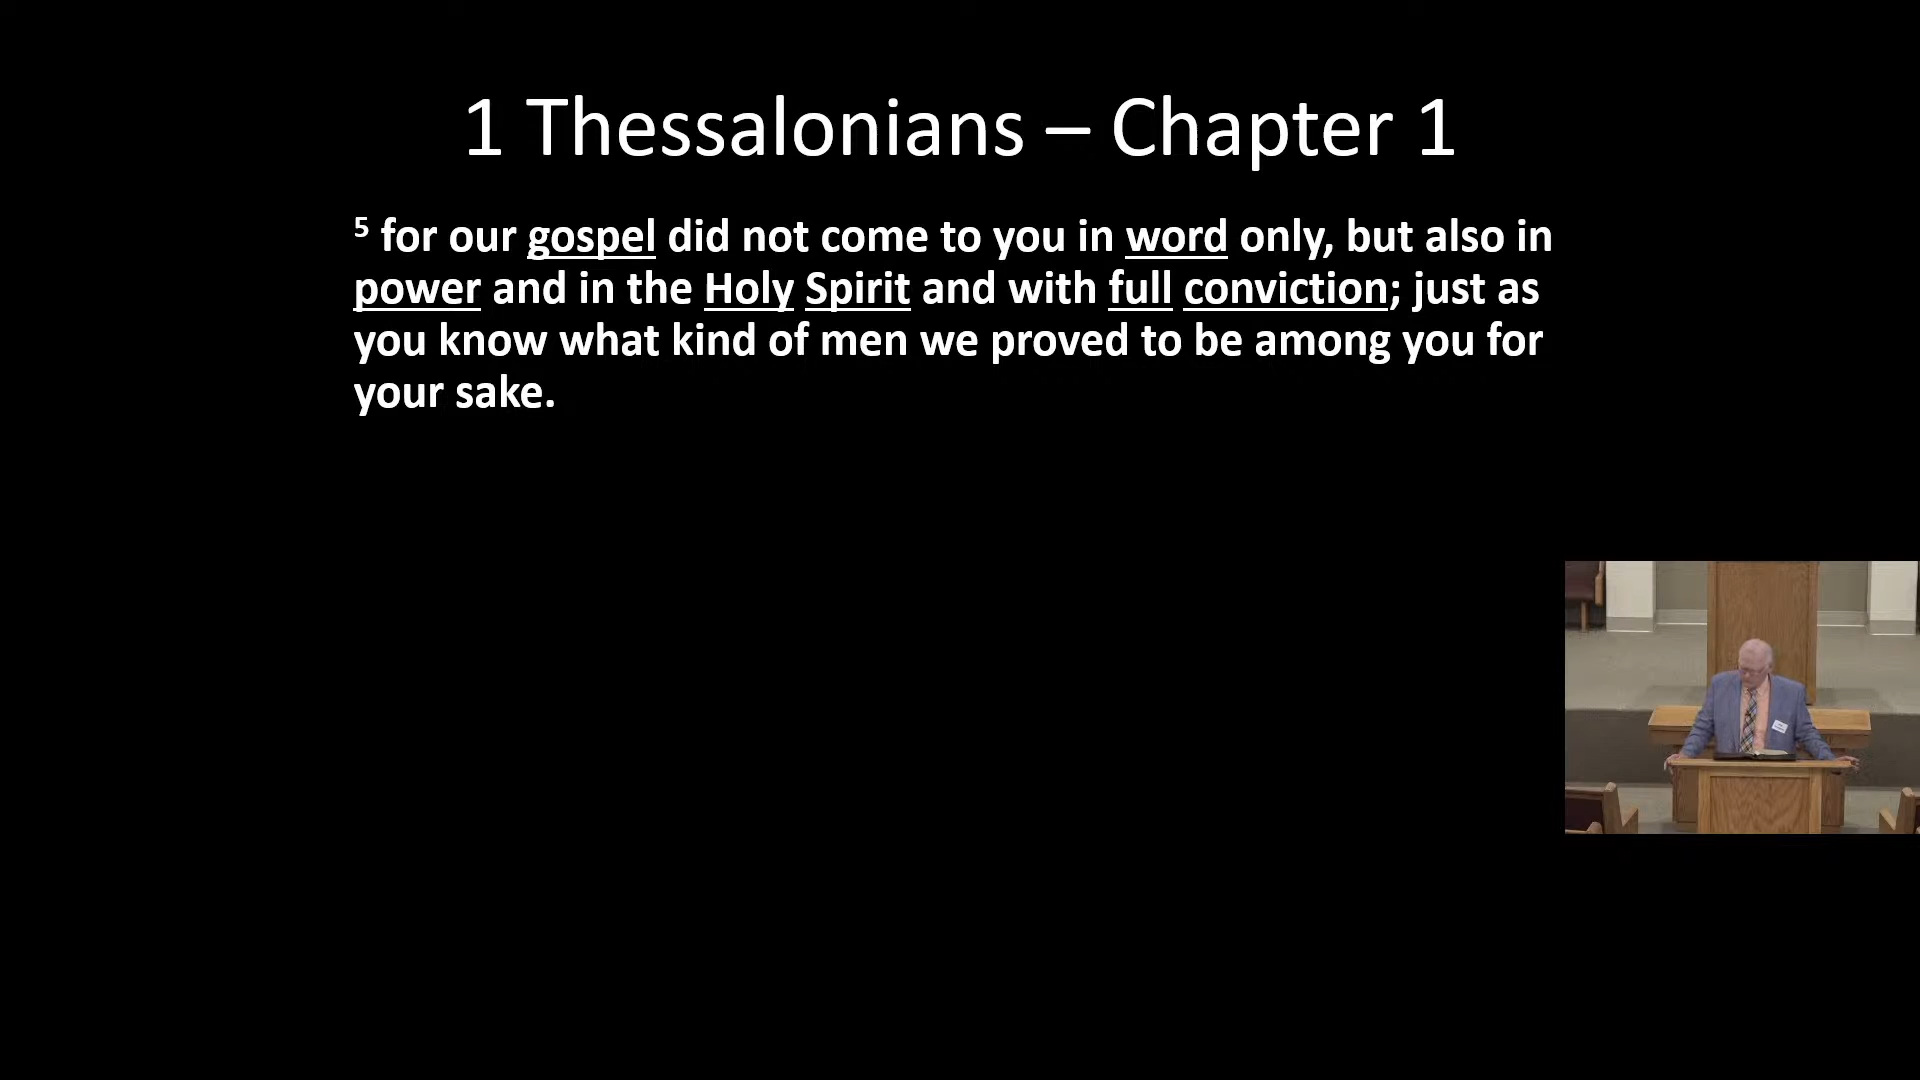 1 Thessalonians – Chapter 1
5 for our gospel did not come to you in word only, but also in
power and in the Holy Spirit and with full conviction; just as
you know what kind of men we proved to be among you for
your sake.